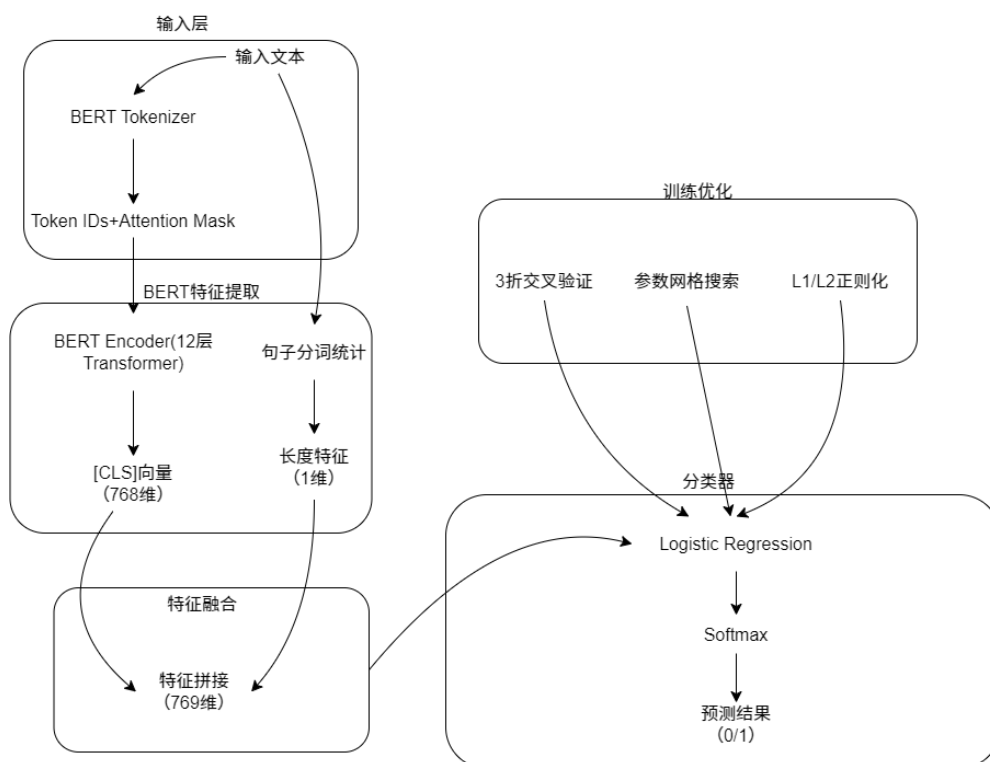 输入层
输入文本
BERT Tokenizer
Token IDs+Attention Mask
BERT特征提取
BERT Encoder(12层
Transformer)
句子分词统计
[CLS]向量
（768维）
长度特征
（1维）
特征融合
特征拼接
（769维）
训练优化
3折交叉验证
参数网格搜索
L1/L2正则化
分类器
Logistic Regression
Softmax
预测结果
（0/1）